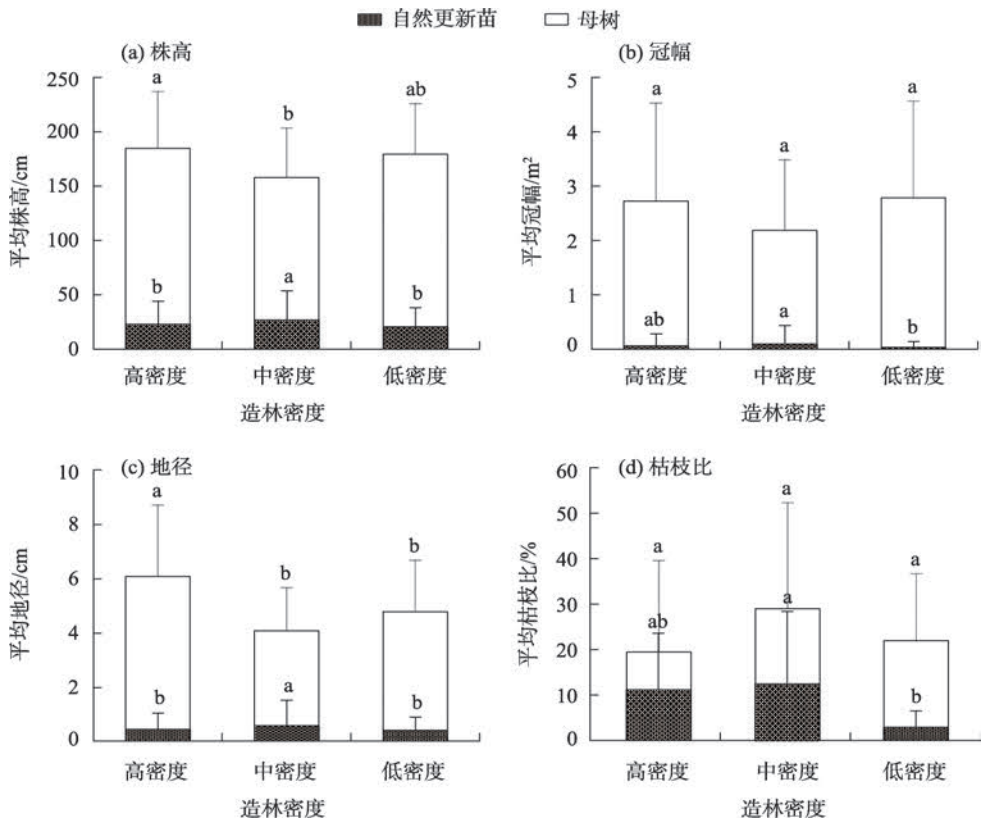 自然更新苗 母树
(a) 株高
250
200
150
100
50
0
平均株高/cm
a b ab
b a b
高密度 中密度 低密度
造林密度
(b) 冠幅
5
4
3
2
1
0
平均冠幅/m²
a a a
ab a b
高密度 中密度 低密度
造林密度
(c) 地径
10
8
6
4
2
0
平均地径/cm
a b b
b a b
高密度 中密度 低密度
造林密度
(d) 枯枝比
60
50
40
30
20
10
0
平均枯枝比/%
a a a
ab a b
高密度 中密度 低密度
造林密度